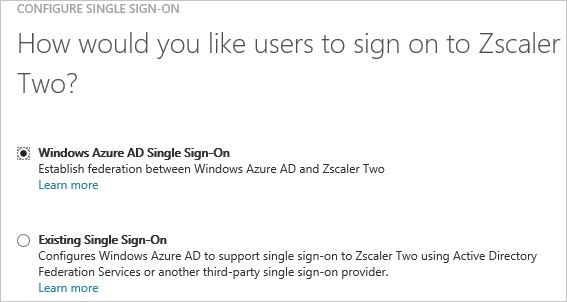 CONFIGURE SINGLE SIGN-ON
How would you like users to sign on to Zscaler
Two?
Windows Azure AD Single Sign-On
Establish federation between Windows Azure AD and Zscaler Two
Learn more
Existing Single Sign-On
Configures Windows Azure AD to support single sign-on to Zscaler Two using Active Directory
Federation Services or another third-party single sign-on provider.
Learn more